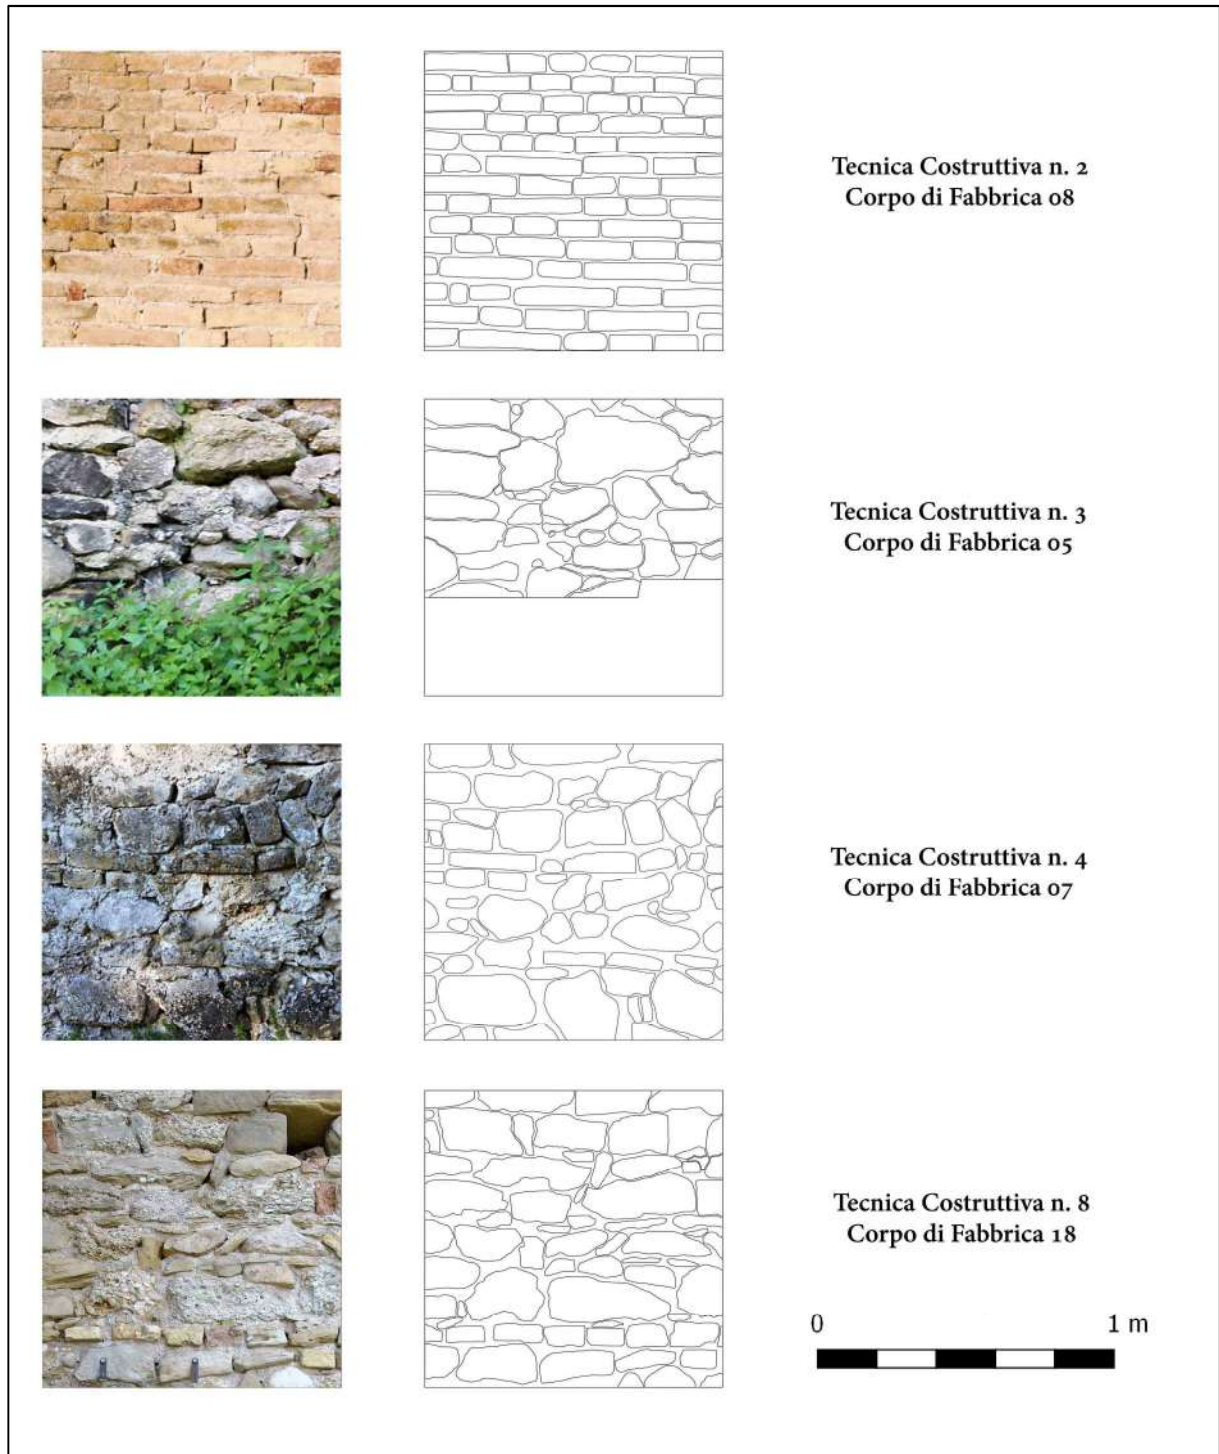 Tecnica Costruttiva n. 2
Corpo di Fabbrica 08
Tecnica Costruttiva n. 3
Corpo di Fabbrica 05
Tecnica Costruttiva n. 4
Corpo di Fabbrica 07
Tecnica Costruttiva n. 8
Corpo di Fabbrica 18
0 1 m